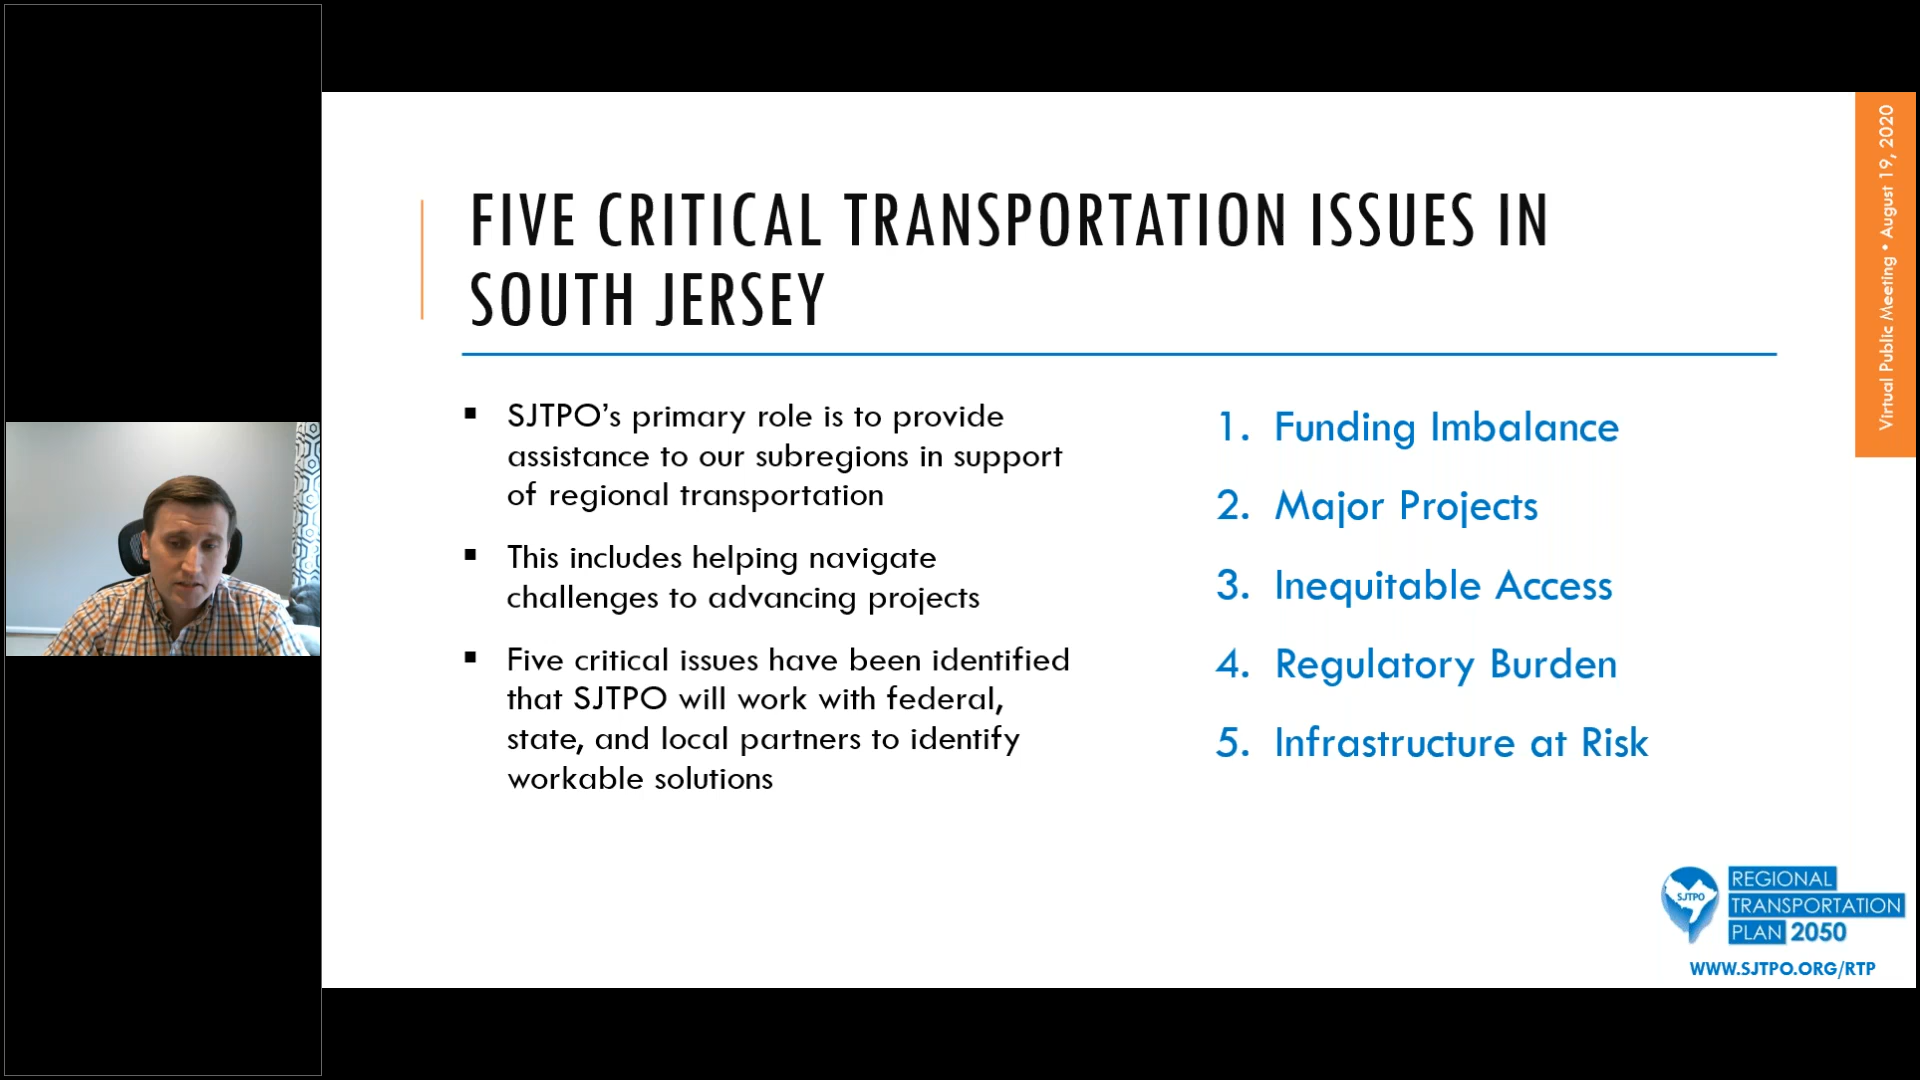 FIVE CRITICAL TRANSPORTATION ISSUES IN
SOUTH JERSEY
▪ SJTPO’s primary role is to provide
assistance to our subregions in support
of regional transportation
▪ This includes helping navigate
challenges to advancing projects
▪ Five critical issues have been identified
that SJTPO will work with federal,
state, and local partners to identify
workable solutions
1. Funding Imbalance
2. Major Projects
3. Inequitable Access
4. Regulatory Burden
5. Infrastructure at Risk
Virtual Public Meeting • August 19, 2020
SJTPO
REGIONAL
TRANSPORTATION
PLAN 2050
WWW.SJTPO.ORG/RTP